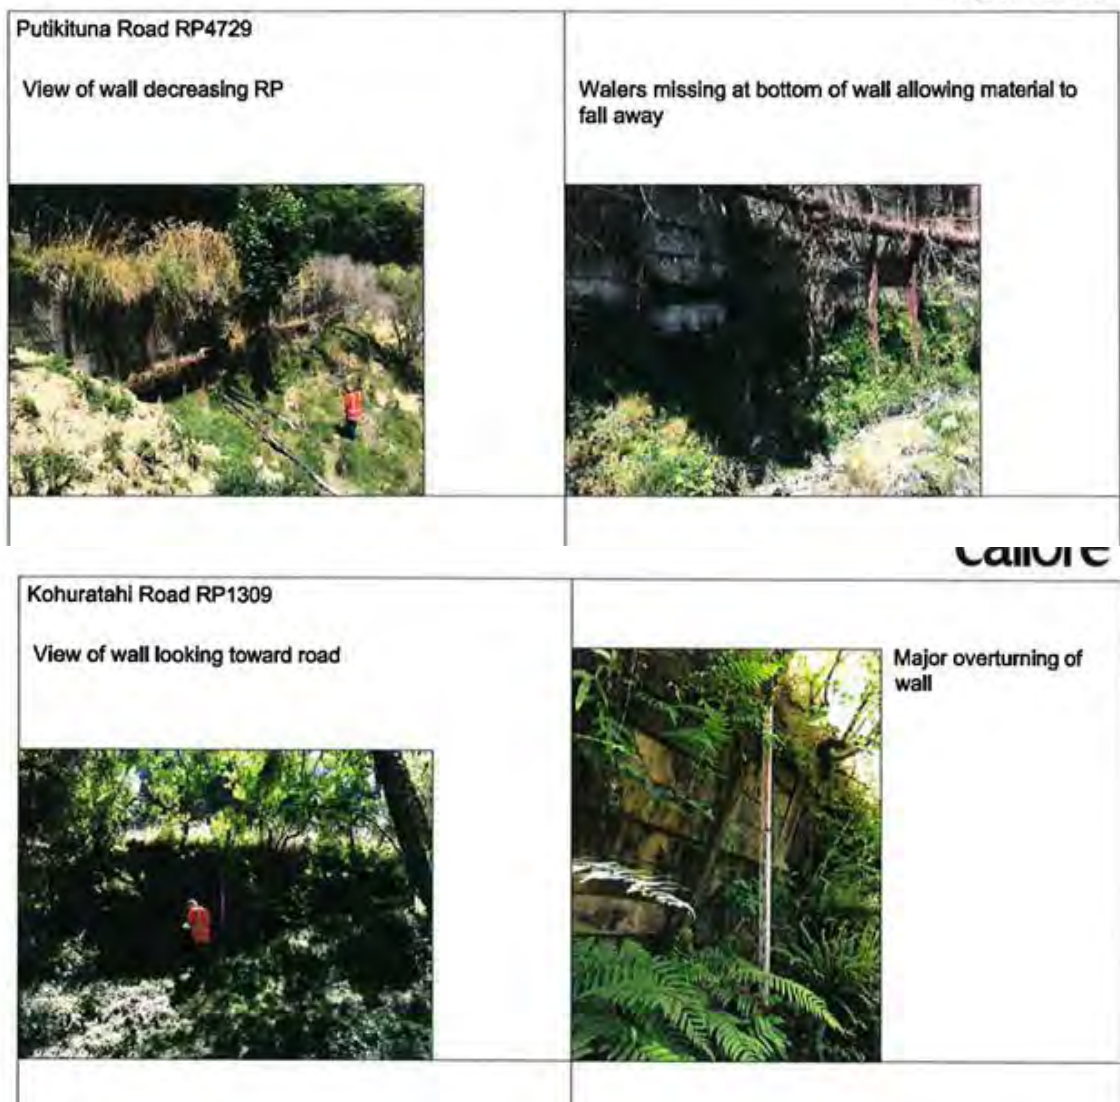 Putikituna Road RP4729
View of wall decreasing RP
Walers missing at bottom of wall allowing material to
fall away
Kohuratahi Road RP1309
View of wall looking toward road
Major overturning of
wall